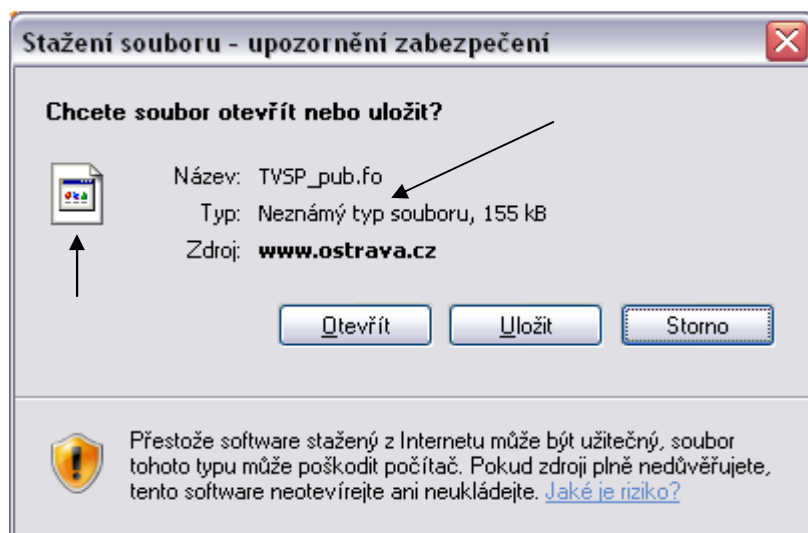 Stažení souboru - upozornění zabezpečení
Chcete soubor otevřít nebo uložit?
Název: TVSP_pub.fo
Typ: Neznámý typ souboru, 155 kB
Zdroj: www.ostrava.cz
Otevřít Uložit Storno
Přestože software stažený z Internetu může být užitečný, soubor
tohoto typu může poškodit počítač. Pokud zdroji plně nedůvěřujete,
tento software neotevírejte ani neukládejte. Jaké je riziko?